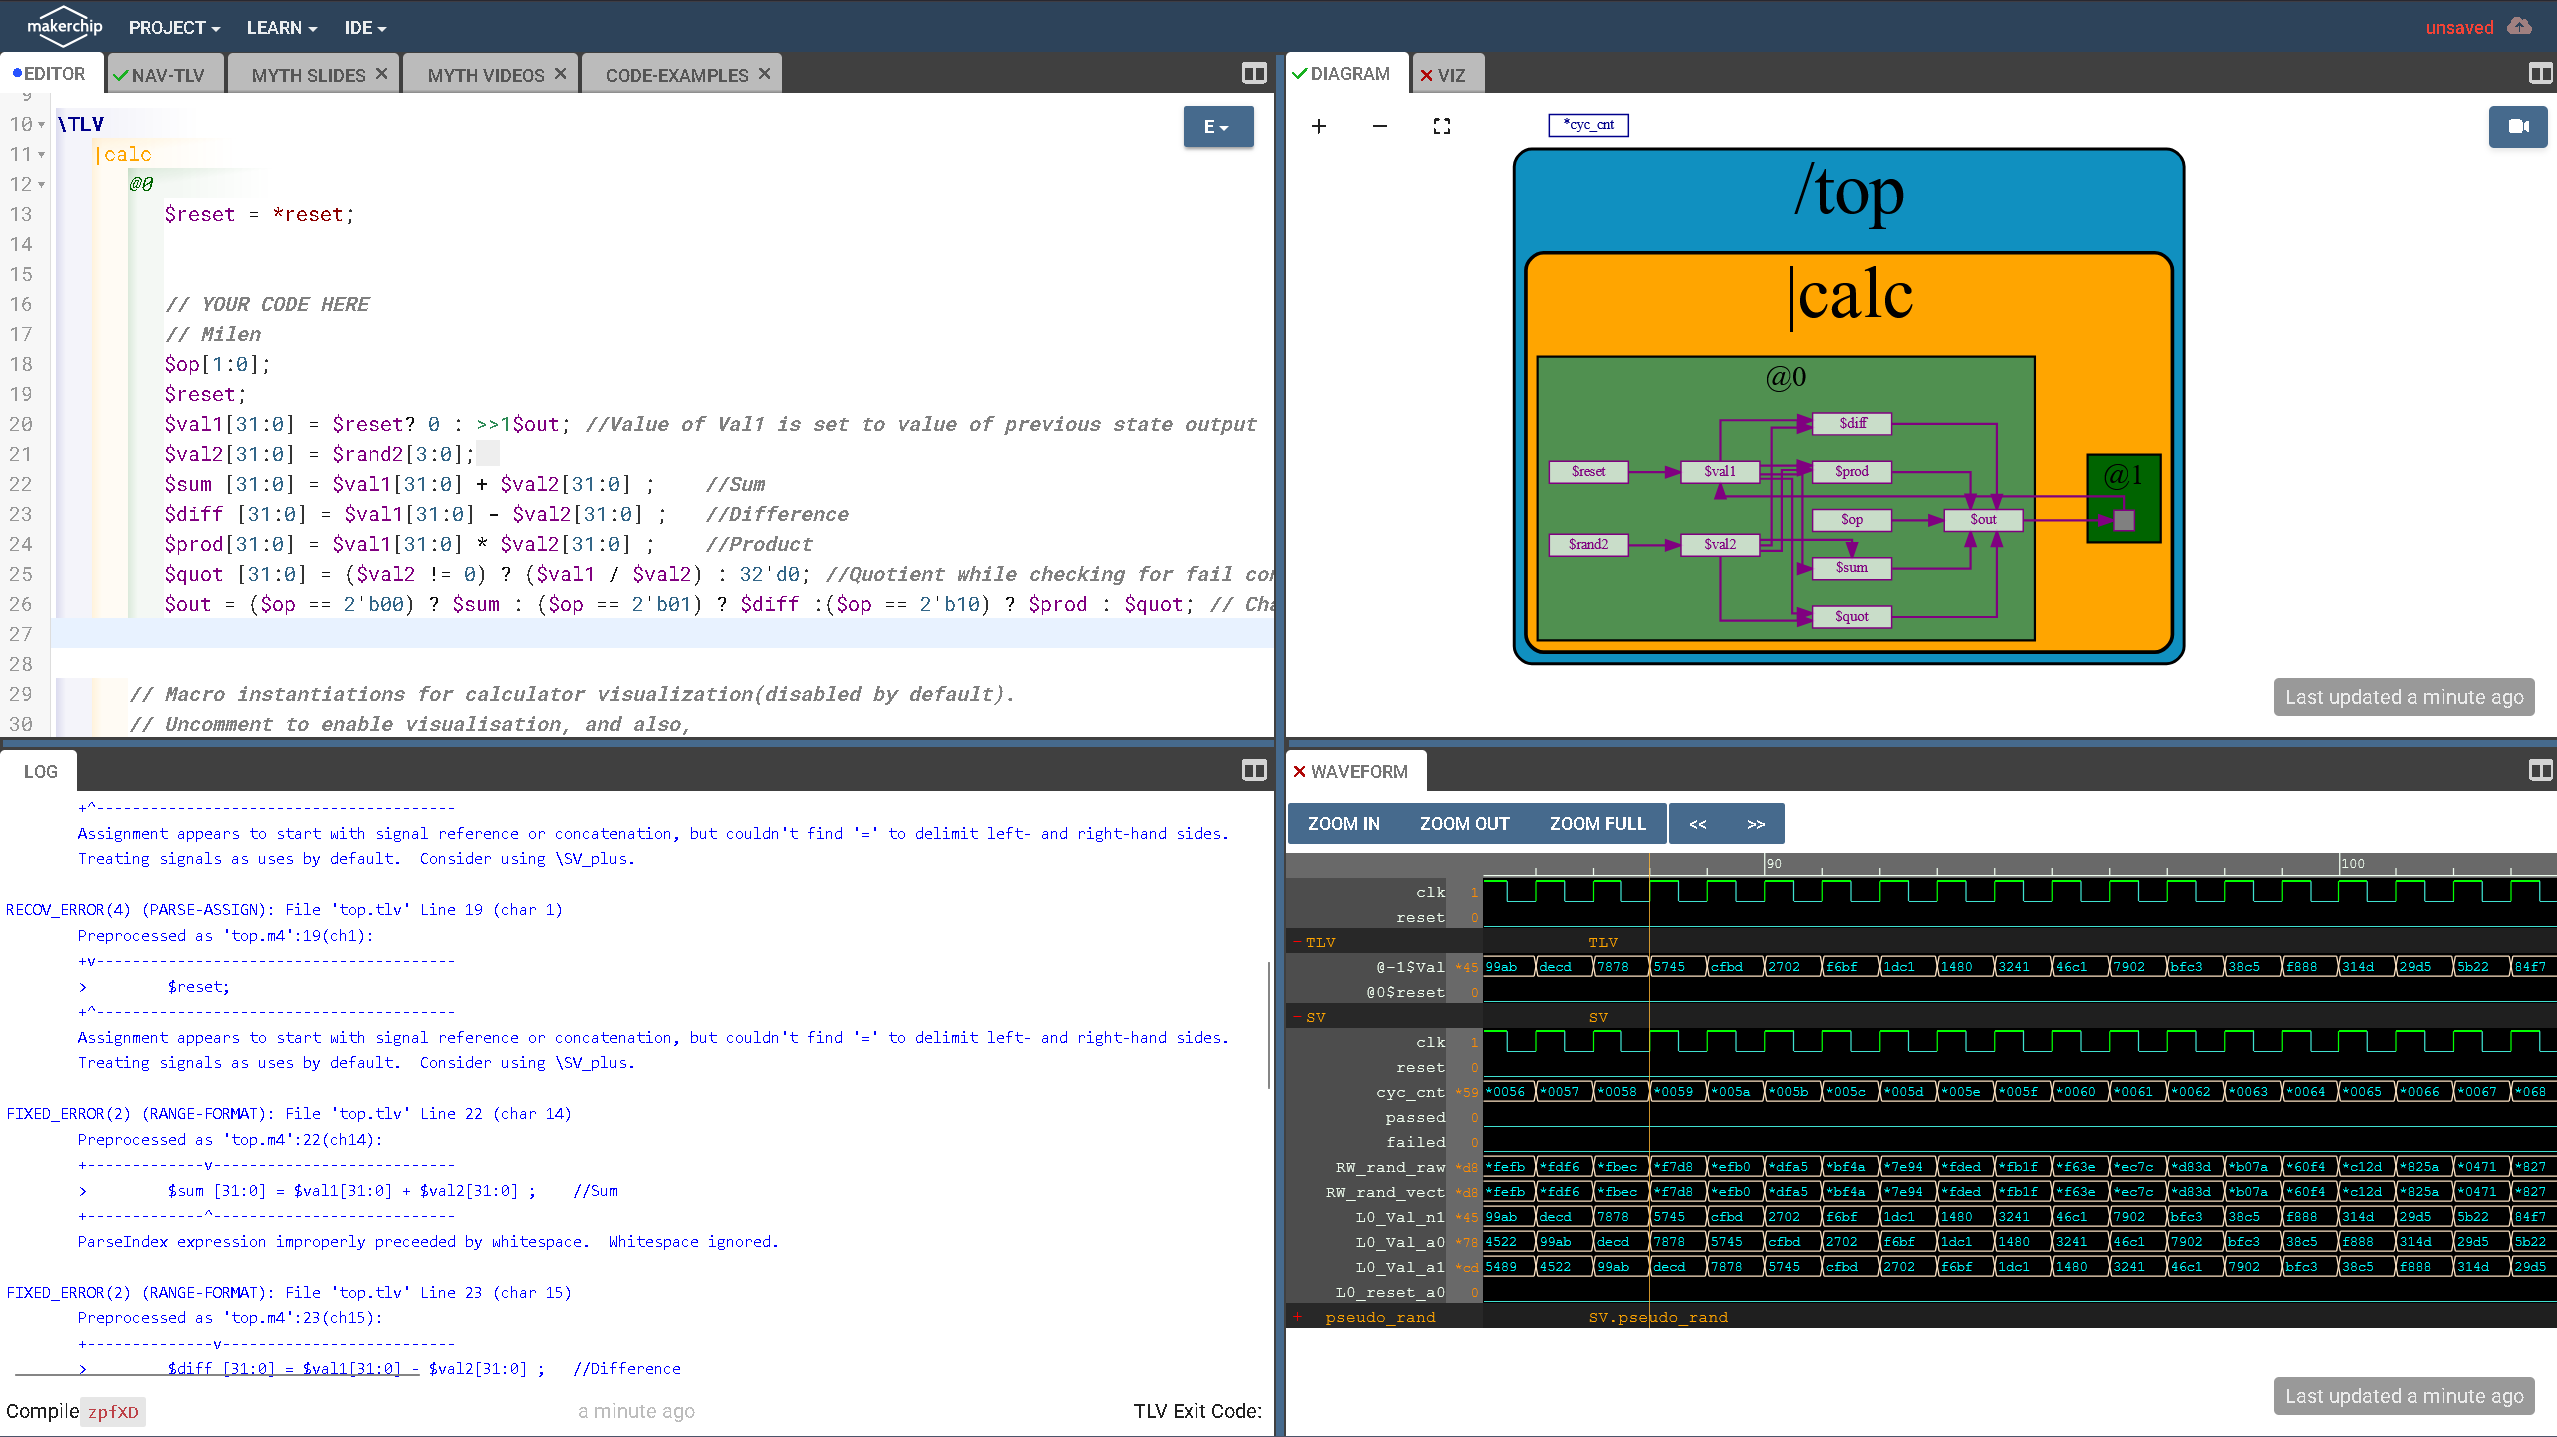 makerchip PROJECT LEARN IDE unsaved
EDITOR NAV-TLV MYTH SLIDES MYTH VIDEOS CODE-EXAMPLES
9
10 \TLV
11 |calc
12 @0
13 $reset = *reset;
14
15
16 // YOUR CODE HERE
17 // Milen
18 $op[1:0];
19 $reset;
20 $val1[31:0] = $reset? 0 : >>1$out; //Value of Val1 is set to value of previous state output
21 $val2[31:0] = $rand2[3:0];
22 $sum [31:0] = $val1[31:0] + $val2[31:0] ; //Sum
23 $diff [31:0] = $val1[31:0] - $val2[31:0] ; //Difference
24 $prod[31:0] = $val1[31:0] * $val2[31:0] ; //Product
25 $quot [31:0] = ($val2 != 0) ? ($val1 / $val2) : 32'd0; //Quotient while checking for fail con
26 $out = ($op == 2'b00) ? $sum : ($op == 2'b01) ? $diff :($op == 2'b10) ? $prod : $quot; // Cha
27
28
29 // Macro instantiations for calculator visualization(disabled by default).
30 // Uncomment to enable visualisation, and also,
E
DIAGRAM VIZ
+ −
*cyc_cnt
/top
|calc
@0
$diff
$reset $val1 $prod
@1
$op $out
$rand2 $val2
$sum
$quot
Last updated a minute ago
LOG
+^----------------------------------------
Assignment appears to start with signal reference or concatenation, but couldn't find '=' to delimit left- and right-hand sides.
Treating signals as uses by default.  Consider using \SV_plus.
RECOV_ERROR(4) (PARSE-ASSIGN): File 'top.tlv' Line 19 (char 1)
Preprocessed as 'top.m4':19(ch1):
+v----------------------------------------
> $reset;
+^----------------------------------------
Assignment appears to start with signal reference or concatenation, but couldn't find '=' to delimit left- and right-hand sides.
Treating signals as uses by default.  Consider using \SV_plus.
FIXED_ERROR(2) (RANGE-FORMAT): File 'top.tlv' Line 22 (char 14)
Preprocessed as 'top.m4':22(ch14):
+-------------v---------------------------
> $sum [31:0] = $val1[31:0] + $val2[31:0] ; //Sum
+-------------^---------------------------
ParseIndex expression improperly preceeded by whitespace.  Whitespace ignored.
FIXED_ERROR(2) (RANGE-FORMAT): File 'top.tlv' Line 23 (char 15)
Preprocessed as 'top.m4':23(ch15):
+--------------v--------------------------
> $diff [31:0] = $val1[31:0] - $val2[31:0] ; //Difference
Compile zpfXD a minute ago TLV Exit Code:
WAVEFORM
ZOOM IN ZOOM OUT ZOOM FULL << >>
90 100
clk 1
reset 0
-TLV TLV
@-1$Val *45 99ab decd 7878 5745 cfbd 2702 f6bf 1dc1 1480 3241 46c1 7902 bfc3 38c5 f888 314d 29d5 5b22 84f7
@0$reset 0
-SV SV
clk 1
reset 0
cyc_cnt *59 *0056 *0057 *0058 *0059 *005a *005b *005c *005d *005e *005f *0060 *0061 *0062 *0063 *0064 *0065 *0066 *0067 *068
passed 0
failed 0
RW_rand_raw *d8 *fefb *fdf6 *fbec *f7d8 *efb0 *dfa5 *bf4a *7e94 *fded *fb1f *f63e *ec7c *d83d *b07a *60f4 *c12d *825a *0471 *827
RW_rand_vect *d8 *fefb *fdf6 *fbec *f7d8 *efb0 *dfa5 *bf4a *7e94 *fded *fb1f *f63e *ec7c *d83d *b07a *60f4 *c12d *825a *0471 *827
L0_Val_n1 *45 99ab decd 7878 5745 cfbd 2702 f6bf 1dc1 1480 3241 46c1 7902 bfc3 38c5 f888 314d 29d5 5b22 84f7
L0_Val_a0 *78 4522 99ab decd 7878 5745 cfbd 2702 f6bf 1dc1 1480 3241 46c1 7902 bfc3 38c5 f888 314d 29d5 5b22
L0_Val_a1 *cd 5489 4522 99ab decd 7878 5745 cfbd 2702 f6bf 1dc1 1480 3241 46c1 7902 bfc3 38c5 f888 314d 29d5
L0_reset_a0 0
+ pseudo_rand SV.pseudo_rand
Last updated a minute ago